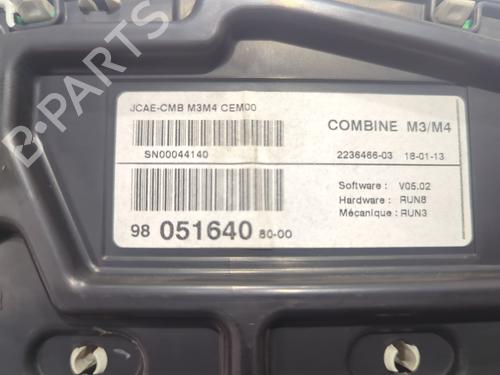 JCAE-CMB M3M4 CEM00
COMBINE M3/M4
SN00044140
2236466-03 18-01-13
Software : V05.02
Hardware : RUN8
Mécanique : RUN3
98 051640 80-00